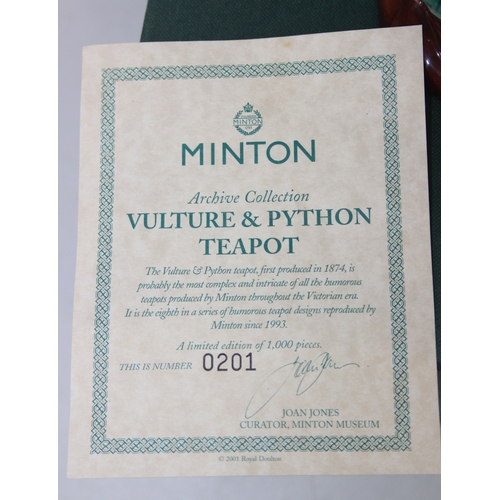 MINTON
MINTON
Archive Collection
VULTURE & PYTHON
TEAPOT
The Vulture & Python teapot, first produced in 1874, is
probably the most complex and intricate of all the humorous
teapots produced by Minton throughout the Victorian era.
It is the eighth in a series of humorous teapot designs reproduced by
Minton since 1993.
A limited edition of 1,000 pieces.
THIS IS NUMBER 0201
JOAN JONES
CURATOR, MINTON MUSEUM
© 2001 Royal Doulton